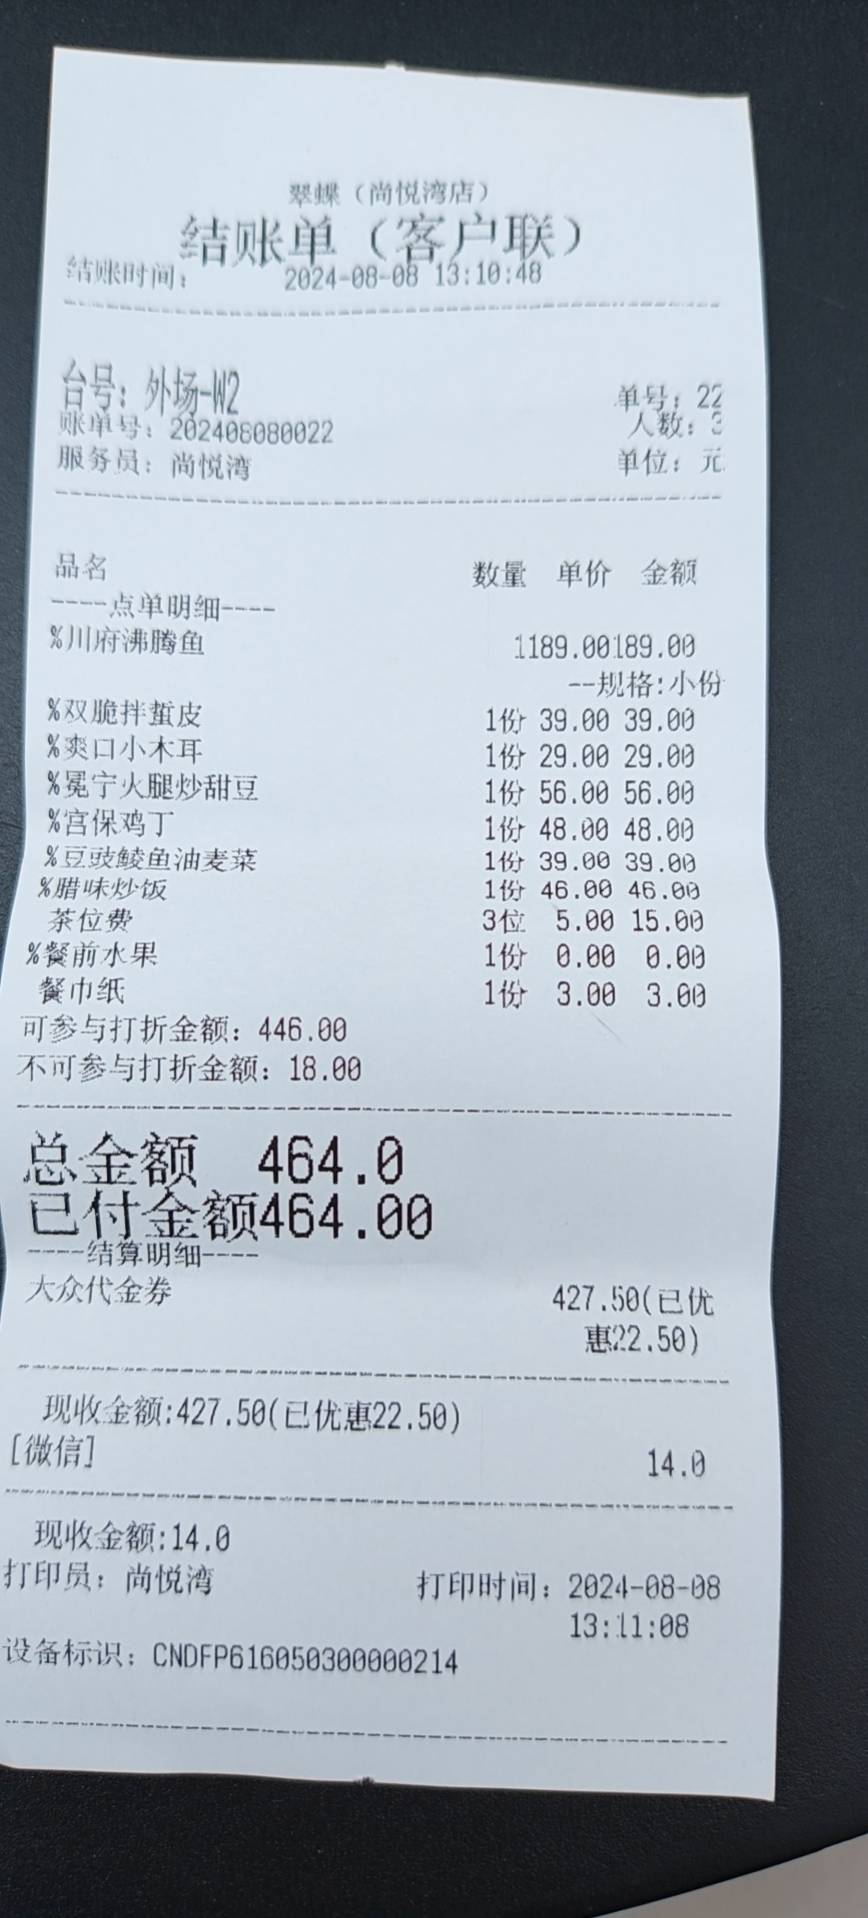 翠蝶（尚悦湾店）
结账单（客户联）
结账时间： 2024-08-08 13:10:48
台号：外场-W2 单号：22
账单号：202408080022 人数：3
服务员：尚悦湾 单位：元
品名 数量 单价 金额
----点单明细----
%川府沸腾鱼 1189.00189.00
--规格:小份
%双脆拌蜇皮 1份 39.00 39.00
%爽口小木耳 1份 29.00 29.00
%冕宁火腿炒甜豆 1份 56.00 56.00
%宫保鸡丁 1份 48.00 48.00
%豆豉鲮鱼油麦菜 1份 39.00 39.00
%腊味炒饭 1份 46.00 46.00
茶位费 3位 5.00 15.00
%餐前水果 1份 0.00 0.00
餐巾纸 1份 3.00 3.00
可参与打折金额：446.00
不可参与打折金额：18.00
总金额 464.0
已付金额464.00
----结算明细----
大众代金券 427.50(已优
惠22.50)
现收金额:427.50(已优惠22.50)
[微信] 14.0
现收金额:14.0
打印员：尚悦湾 打印时间：2024-08-08
13:11:08
设备标识：CNDFP616050300000214